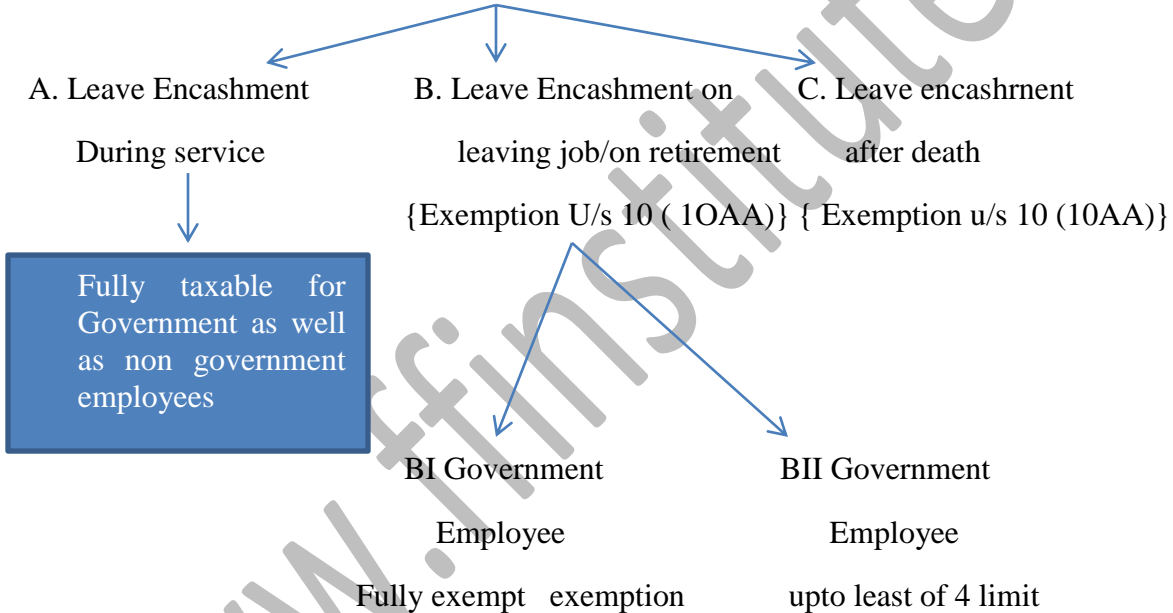 A. Leave Encashment
During service
Fully taxable for
Government as well
as non government
employees
B. Leave Encashment on
leaving job/on retirement
{Exemption U/s 10 ( 1OAA)}
BI Government
Employee
Fully exempt exemption
BII Government
Employee
upto least of 4 limit
C. Leave encashrnent
after death
{ Exemption u/s 10 (10AA)}
www.ffinstitute